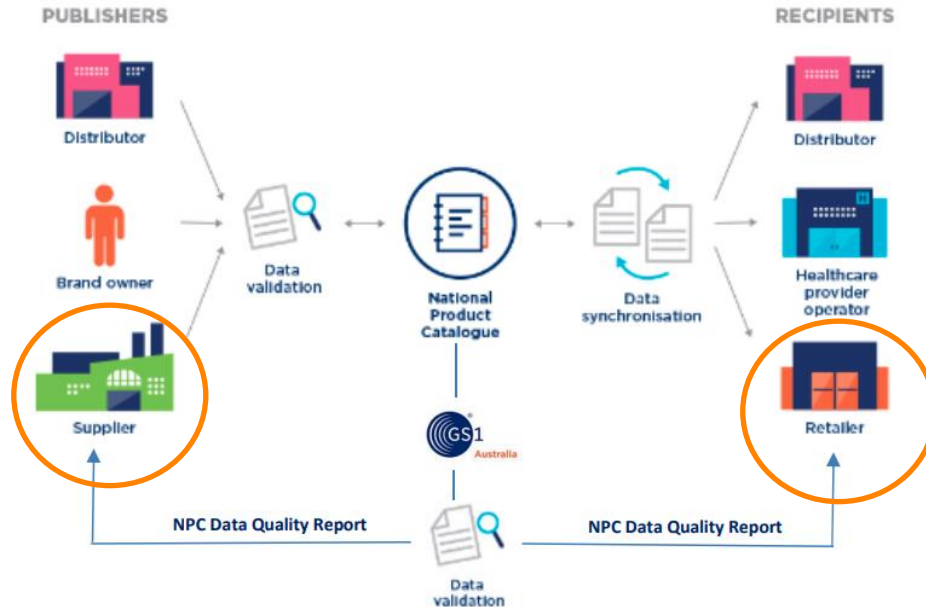 PUBLISHERS
RECIPIENTS
Distributor
Distributor
Brand owner
Data
validation
National
Product
Catalogue
Data
synchronisation
Healthcare
provider
operator
H
Supplier
Retailer
GS1
Australia
NPC Data Quality Report
NPC Data Quality Report
Data
validation